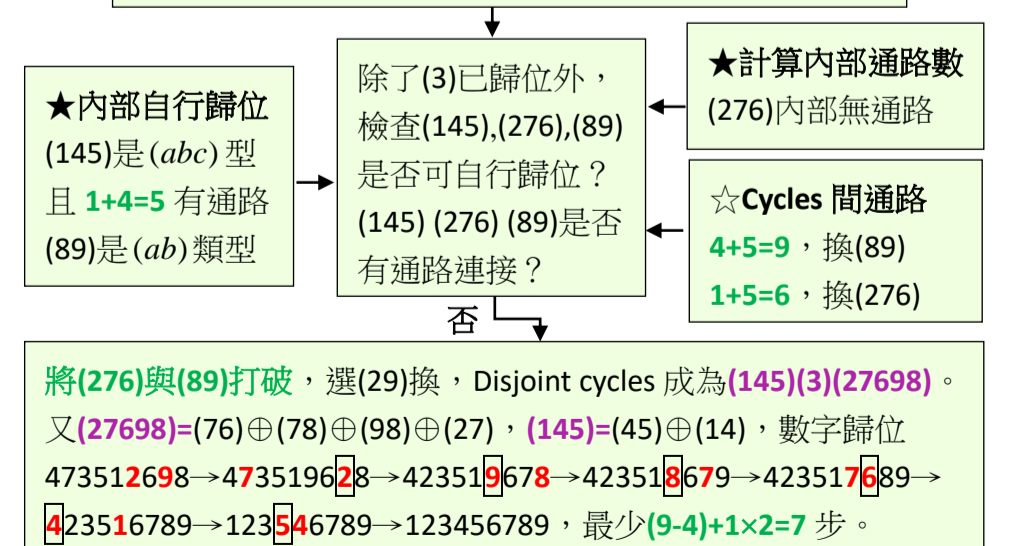 ★內部自行歸位
(145)是(abc)型
且 1+4=5 有通路
(89)是(ab)類型
除了(3)已歸位外，
檢查(145),(276),(89)
是否可自行歸位？
(145) (276) (89)是否
有通路連接？
★計算內部通路數
(276)內部無通路
☆Cycles 間通路
4+5=9，換(89)
1+5=6，換(276)
否
將(276)與(89)打破，選(29)換，Disjoint cycles 成為(145)(3)(27698)。
又(27698)=(76)⊕(78)⊕(98)⊕(27)，(145)=(45)⊕(14)，數字歸位
473512698→473519628→423519678→423518679→423517689→
423516789→123546789→123456789，最少(9-4)+1×2=7 步。